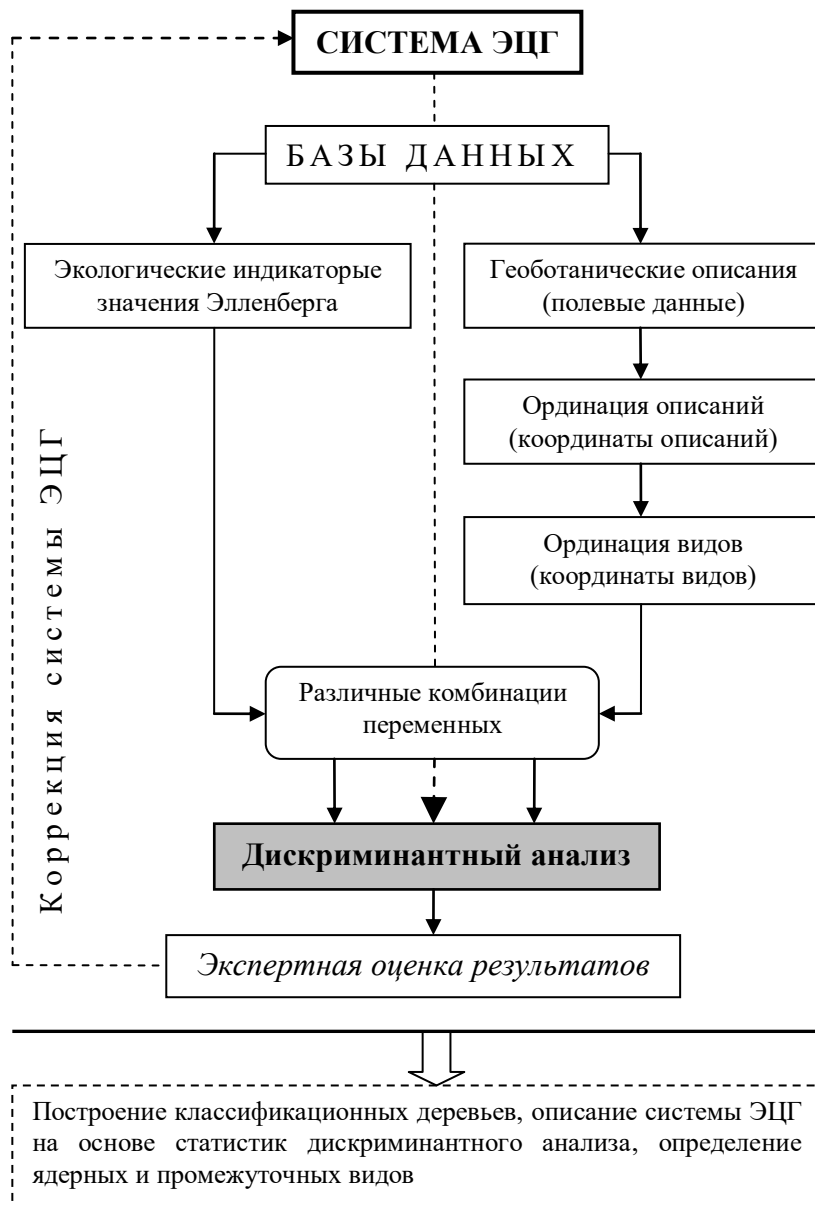 СИСТЕМА ЭЦГ
БАЗЫ ДАННЫХ
Экологические индикаторые
значения Элленберга
Геоботанические описания
(полевые данные)
Ординация описаний
(координаты описаний)
Ординация видов
(координаты видов)
Коррекция системы ЭЦГ
Различные комбинации
переменных
Дискриминантный анализ
Экспертная оценка результатов
Построение классификационных деревьев, описание системы ЭЦГ
на основе статистик дискриминантного анализа, определение
ядерных и промежуточных видов